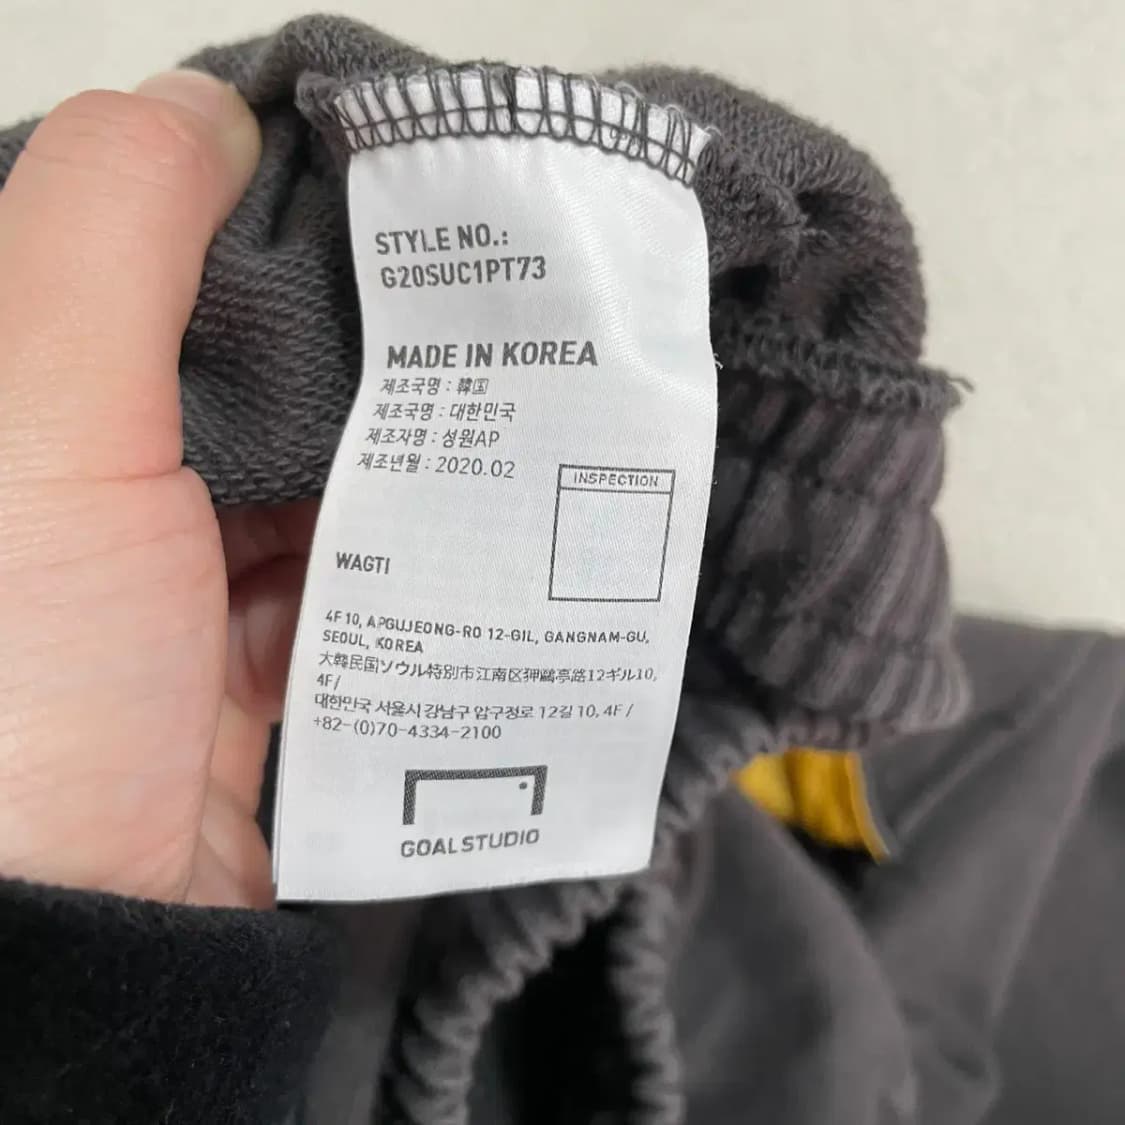 STYLE NO.:
G20SUC1PT73
MADE IN KOREA
제조국명 : 韓国
제조국명 : 대한민국
제조자명 : 성원AP
제조년월 : 2020.02
INSPECTION
WAGTI
4F 10, APGUJEONG-RO 12-GIL, GANGNAM-GU,
SEOUL, KOREA
大韓民国ソウル特別市江南区狎鷗亭路12ギル10,
4F /
대한민국 서울시 강남구 압구정로 12길 10, 4F /
+82-(0)70-4334-2100
GOALSTUDIO